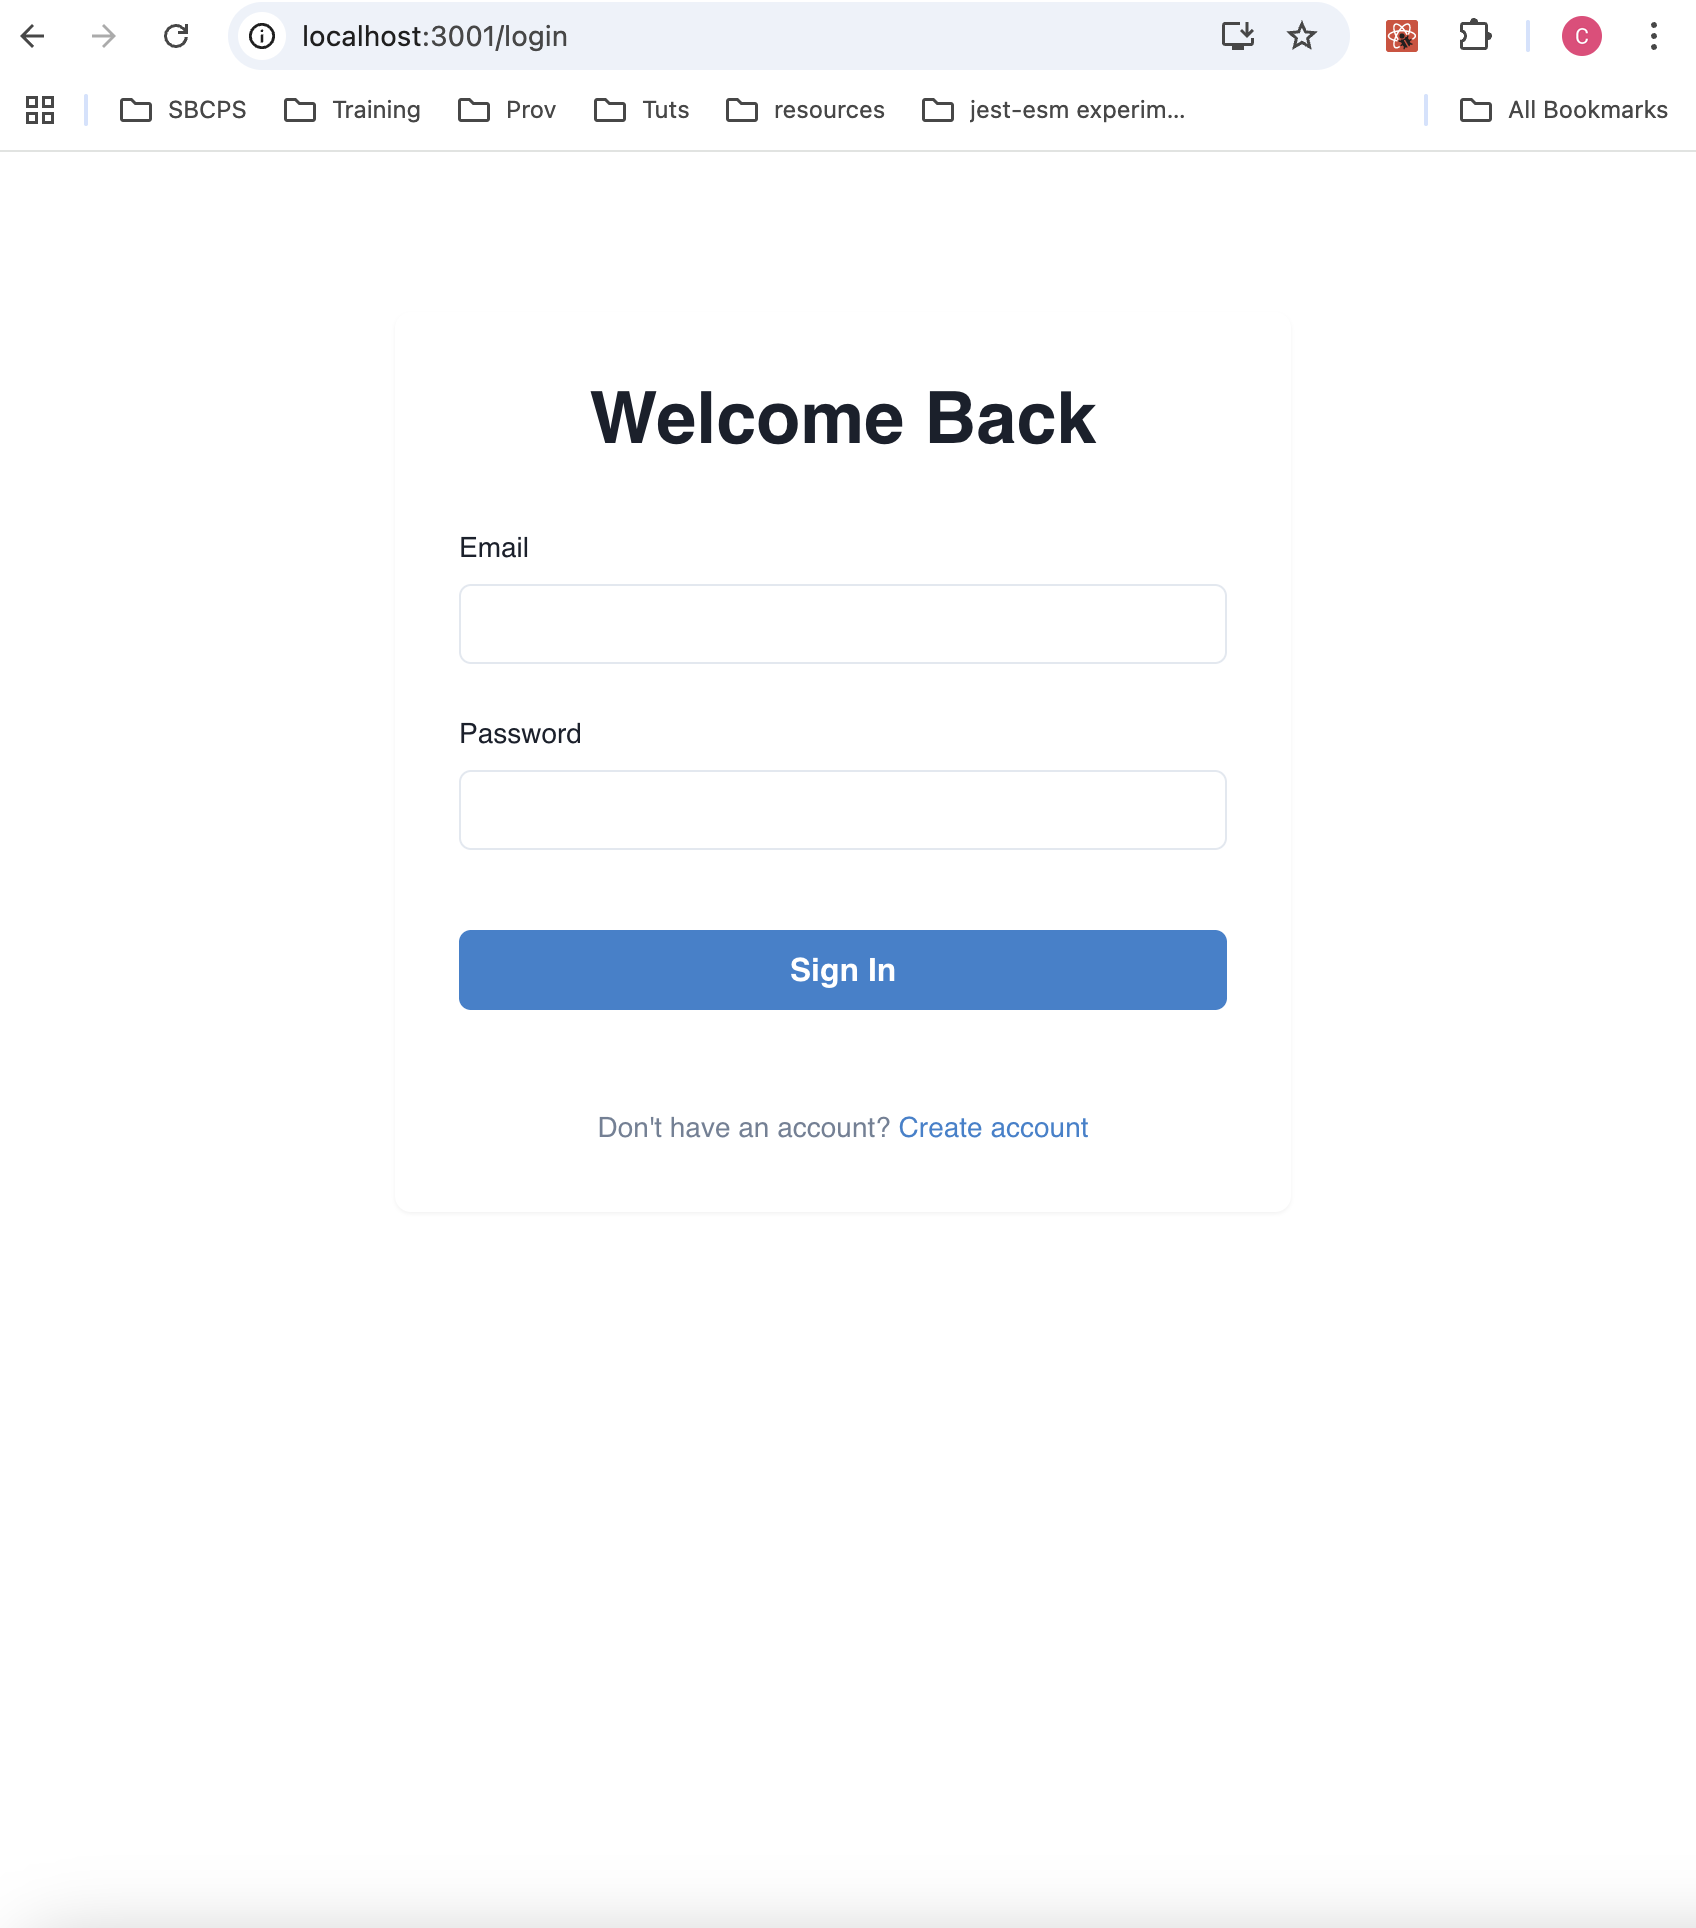 localhost:3001/login
C
SBCPS Training Prov Tuts resources jest-esm experim... All Bookmarks
Welcome Back
Email
Password
Sign In
Don't have an account? Create account